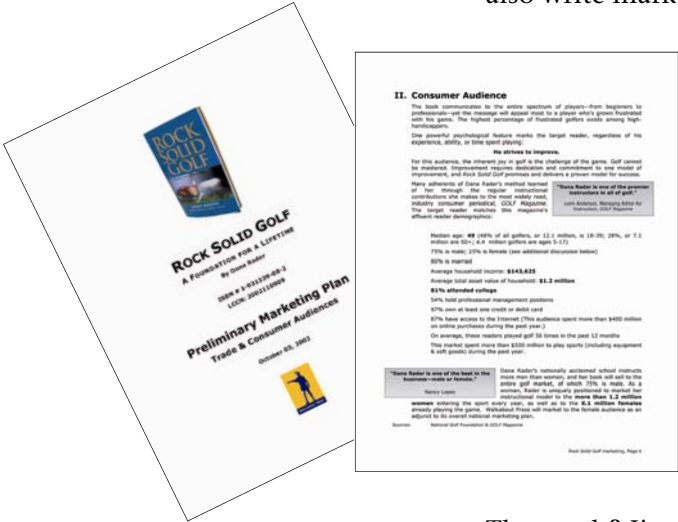 also write mark
ROCK
SOLID
GOLF
ROCK SOLID GOLF
A FOUNDATION FOR A LIFETIME
By Dana Rader
ISBN # 1-931339-60-2
LCCN: 2002110909
Preliminary Marketing Plan
Trade & Consumer Audiences
October 03, 2002
II. Consumer Audience
The book communicates to the entire spectrum of players—from beginners to
professionals—yet the message will appeal most to a player who's grown frustrated
with his game. The highest percentage of frustrated golfers exists among high-
handicappers.
One powerful psychological feature marks the target reader, regardless of his
experience, ability, or time spent playing:
He strives to improve.
For this audience, the inherent joy in golf is the challenge of the game. Golf cannot
be mastered. Improvement requires dedication and commitment to one model of
improvement, and Rock Solid Golf promises and delivers a proven model for success.
Many adherents of Dana Rader's method learned
of her through the regular instructional
contributions she makes to the most widely read,
industry consumer periodical, GOLF Magazine.
The target reader matches this magazine's
affluent reader demographics:
"Dana Rader is one of the premier
instructors in all of golf."
Lorin Anderson, Managing Editor for
Instruction, GOLF Magazine
Median age: 49 (48% of all golfers, or 12.1 million, is 18-39; 28%, or 7.1
million are 50+; 4.4 million golfers are ages 5-17)
75% is male; 25% is female (see additional discussion below)
80% is married
Average household income: $143,635
Average total asset value of household: $1.2 million
81% attended college
54% held professional management positions
97% own at least one credit or debit card
87% have access to the Internet (This audience spent more than $400 million
on online purchases during the past year.)
On average, these readers played golf 56 times in the past 12 months
This market spent more than $300 million to play sports (including equipment
& soft goods) during the past year.
"Dana Rader is one of the best in the
business—male or female."
Nancy Lopez
Dana Rader's nationally acclaimed school instructs
more men than women, and her book will sell to the
entire golf market, of which 75% is male. As a
woman, Rader is uniquely positioned to market her
instructional model to the more than 1.2 million
women entering the sport every year, as well as to the 6.1 million females
already playing the game. Walkabout Press will market to the female audience as an
adjunct to its overall national marketing plan.
Sources: National Golf Foundation & GOLF Magazine
Rock Solid Golf marketing, Page 6